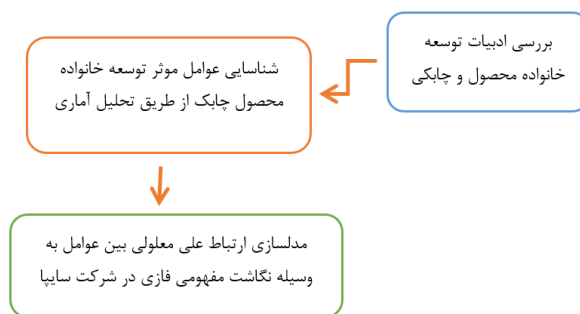 بررسی ادبیات توسعه
خانواده محصول و چابکی
شناسایی عوامل موثر توسعه خانواده
محصول چابک از طریق تحلیل آماری
مدلسازی ارتباط علی معلولی بین عوامل به
وسیله نگاشت مفهومی فازی در شرکت سایپا